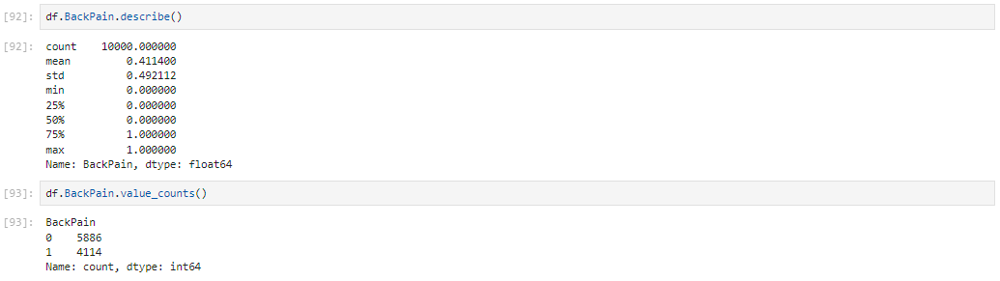 [92]: df.BackPain.describe()
[92]: count 10000.000000
mean 0.411400
std 0.492112
min 0.000000
25% 0.000000
50% 0.000000
75% 1.000000
max 1.000000
Name: BackPain, dtype: float64
[93]: df.BackPain.value_counts()
[93]: BackPain
0 5886
1 4114
Name: count, dtype: int64